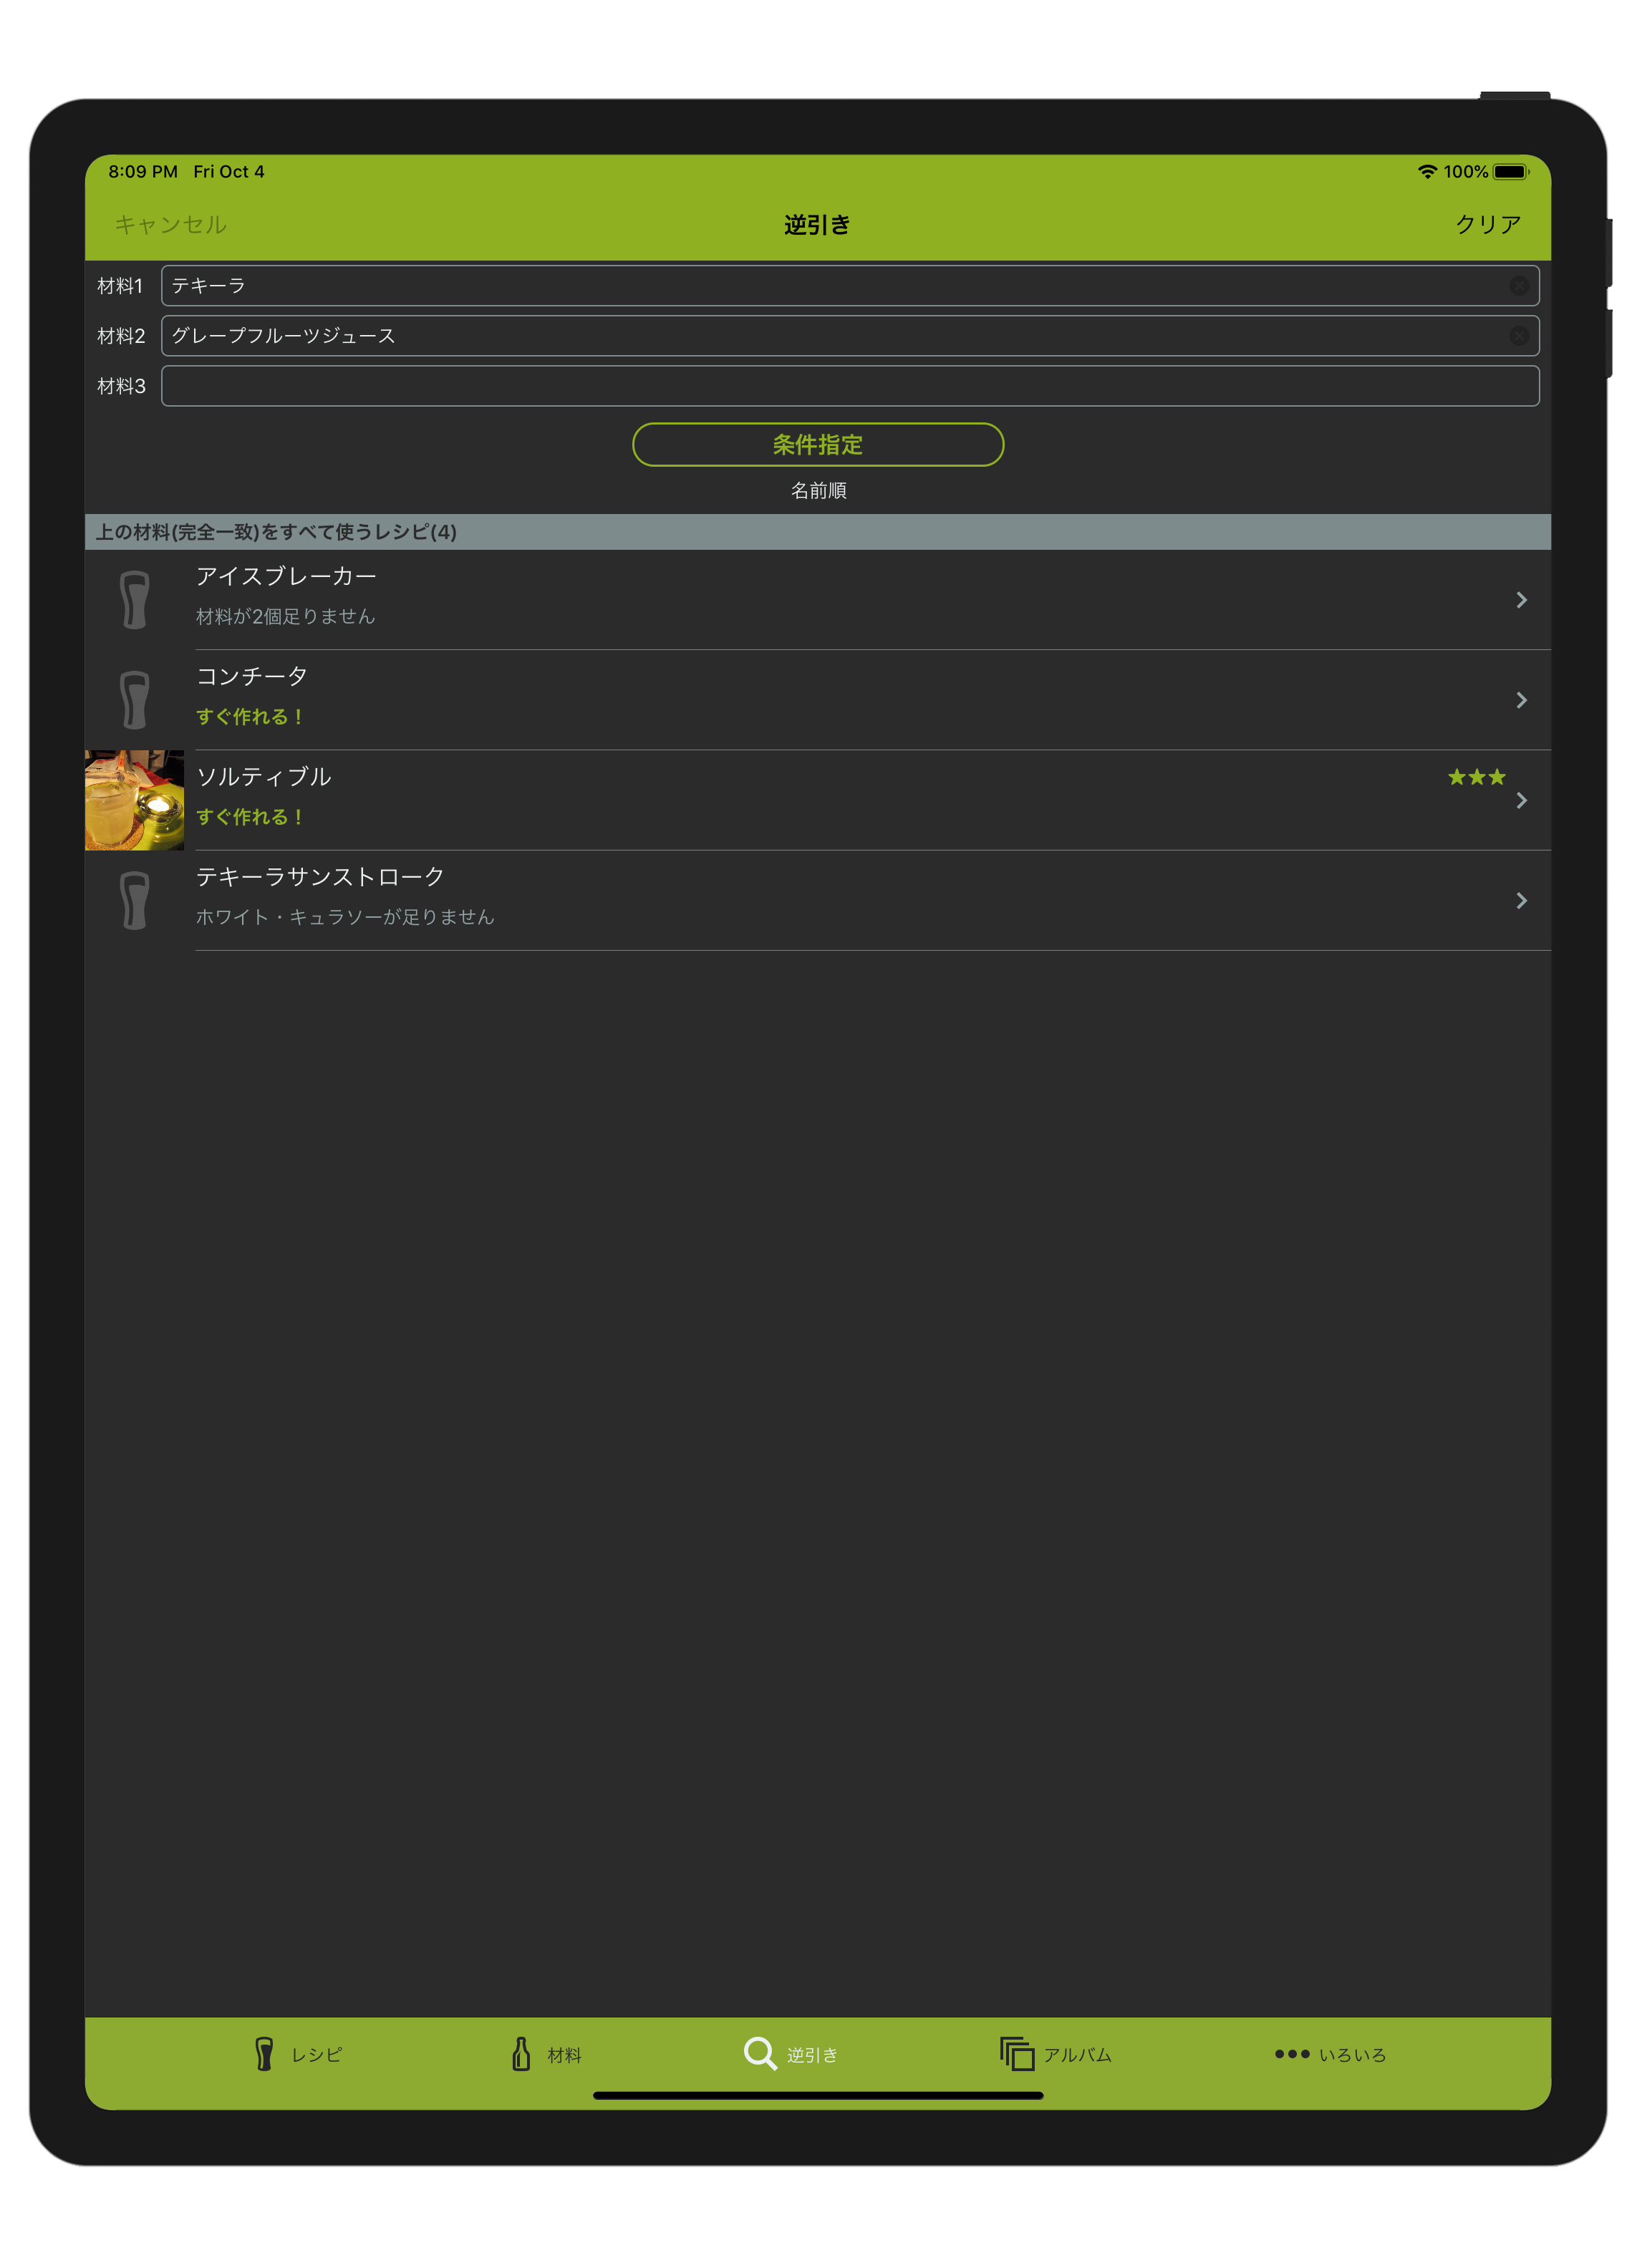 8:09 PM Fri Oct 4 100%
キャンセル 逆引き クリア
材料1 テキーラ
材料2 グレープフルーツジュース
材料3
条件指定
名前順
上の材料(完全一致)をすべて使うレシピ(4)
アイスブレーカー
材料が2個足りません
コンチータ
すぐ作れる！
ソルティブル ★★★
すぐ作れる！
テキーラサンストローク
ホワイト・キュラソーが足りません
レシピ 材料 逆引き アルバム いろいろ